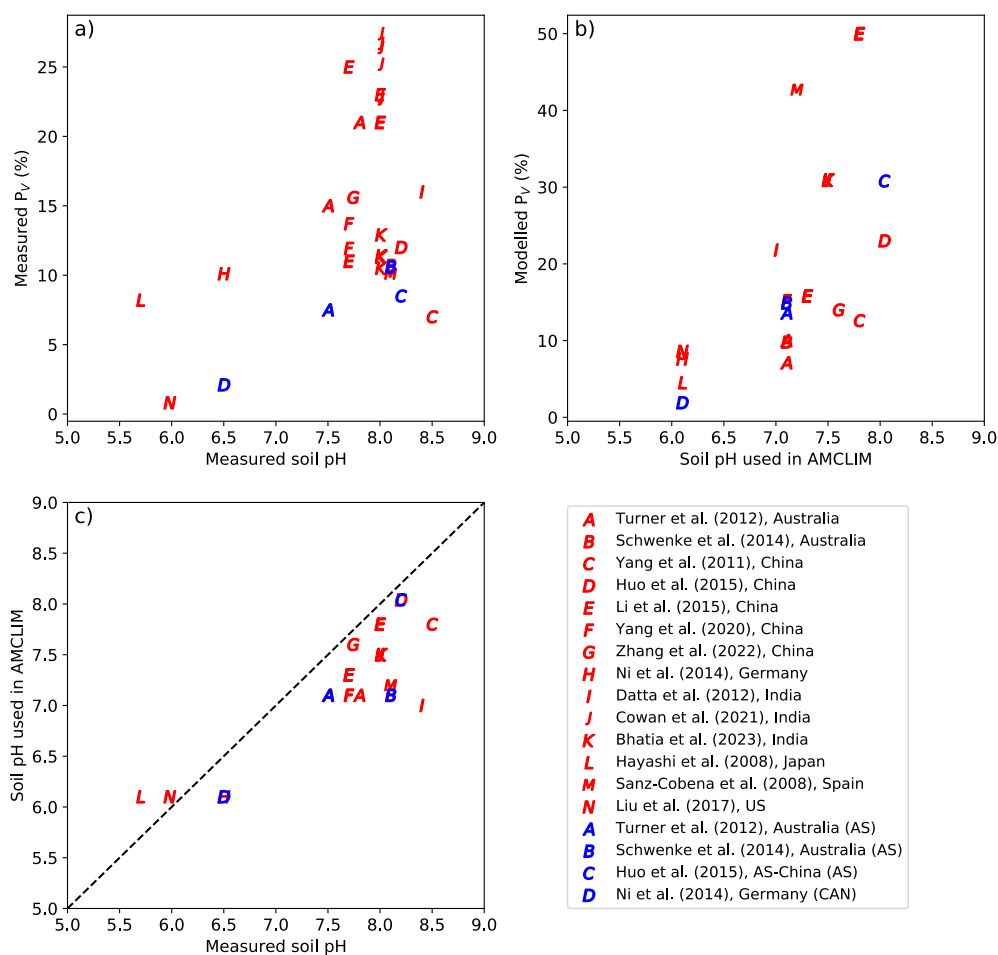 a)
25
20
15
10
5
0
Measured P_V (%)
5.0 5.5 6.0 6.5 7.0 7.5 8.0 8.5 9.0
Measured soil pH
J
J
E J
E
J
A E
I
G
A
F
K
F D
K
E B
K M
H
L
C
A
C
B
D
N
b)
50
40
30
20
10
0
Modelled P_V (%)
5.0 5.5 6.0 6.5 7.0 7.5 8.0 8.5 9.0
Soil pH used in AMCLIM
E
M
K C
D
I
E
B
A G
C
A
B
A
N
H
L
D
c)
9.0
8.5
8.0
7.5
7.0
6.5
6.0
5.5
5.0
Soil pH used in AMCLIM
5.0 5.5 6.0 6.5 7.0 7.5 8.0 8.5 9.0
Measured soil pH
C
E C
G
K
E
M
A F A B I
L N D
A Turner et al. (2012), Australia
B Schwenke et al. (2014), Australia
C Yang et al. (2011), China
D Huo et al. (2015), China
E Li et al. (2015), China
F Yang et al. (2020), China
G Zhang et al. (2022), China
H Ni et al. (2014), Germany
I Datta et al. (2012), India
J Cowan et al. (2021), India
K Bhatia et al. (2023), India
L Hayashi et al. (2008), Japan
M Sanz-Cobena et al. (2008), Spain
N Liu et al. (2017), US
A Turner et al. (2012), Australia (AS)
B Schwenke et al. (2014), Australia (AS)
C Huo et al. (2015), AS-China (AS)
D Ni et al. (2014), Germany (CAN)